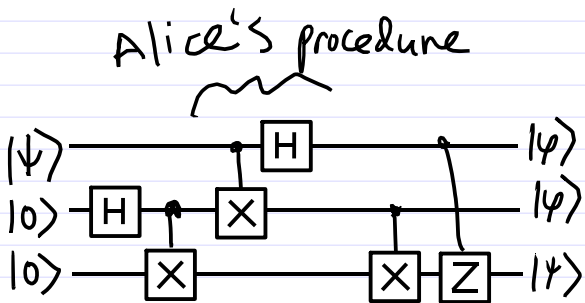 Alice's procedure
|ψ⟩ H |φ⟩
|0⟩ H X |φ⟩
|0⟩ X X Z |ψ⟩